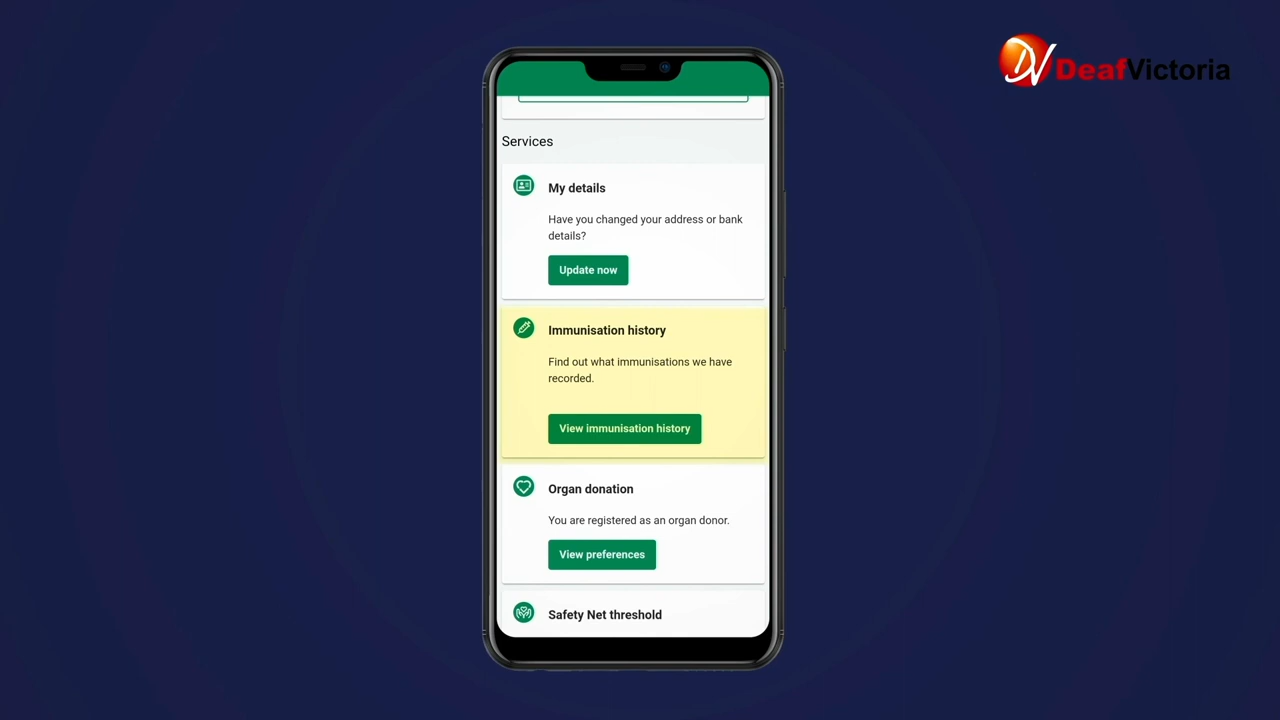 DV DeafVictoria
Services
My details
Have you changed your address or bank
details?
Update now
Immunisation history
Find out what immunisations we have
recorded.
View immunisation history
Organ donation
You are registered as an organ donor.
View preferences
Safety Net threshold